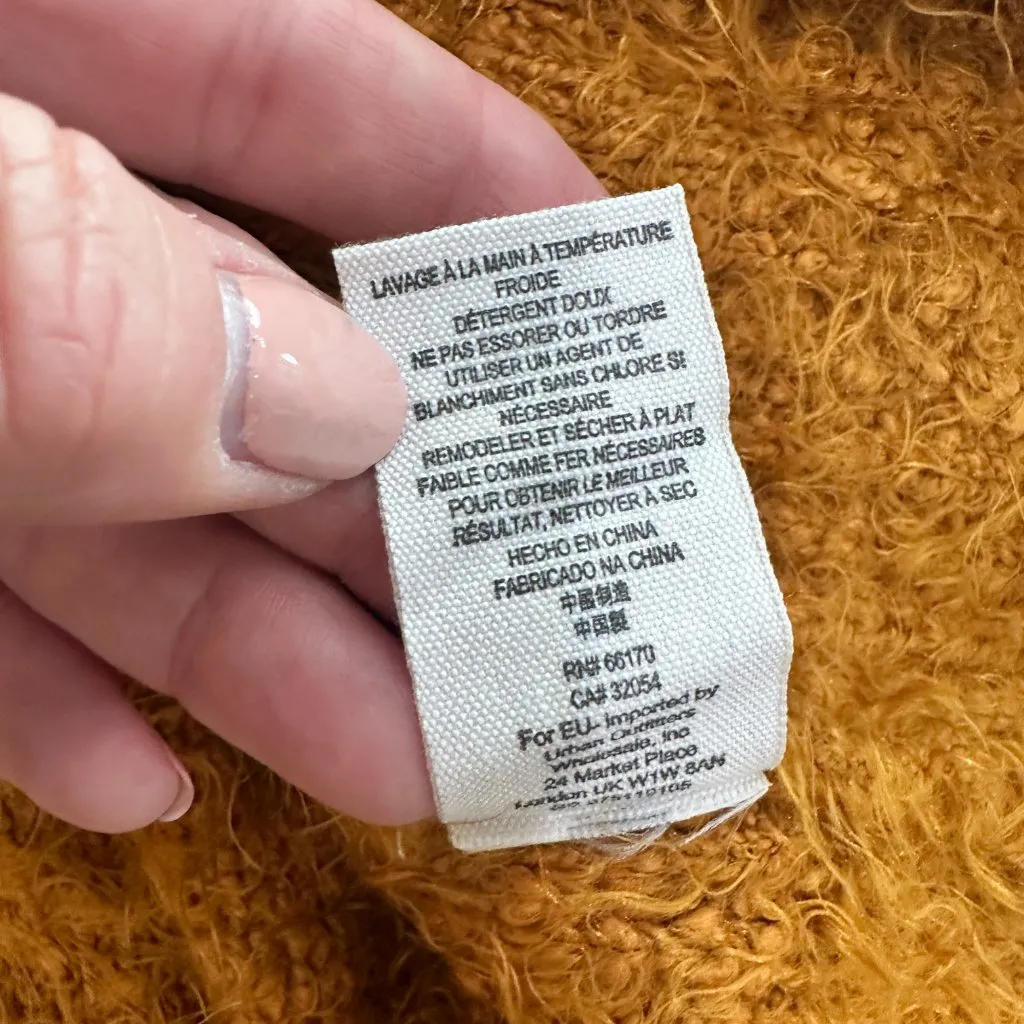 LAVAGE À LA MAIN À TEMPÉRATURE
FROIDE
DÉTERGENT DOUX
NE PAS ESSORER OU TORDRE
UTILISER UN AGENT DE
BLANCHIMENT SANS CHLORE SI
NÉCESSAIRE
REMODELER ET SÉCHER À PLAT
FAIBLE COMME FER NÉCESSAIRES
POUR OBTENIR LE MEILLEUR
RÉSULTAT, NETTOYER À SEC
HECHO EN CHINA
FABRICADO NA CHINA
中國製造
中国製
RN# 66170
CA# 32054
For EU- Imported by
Urban Outfitters
Wholesale, Inc
24 Market Place
London UK W1W 8AN